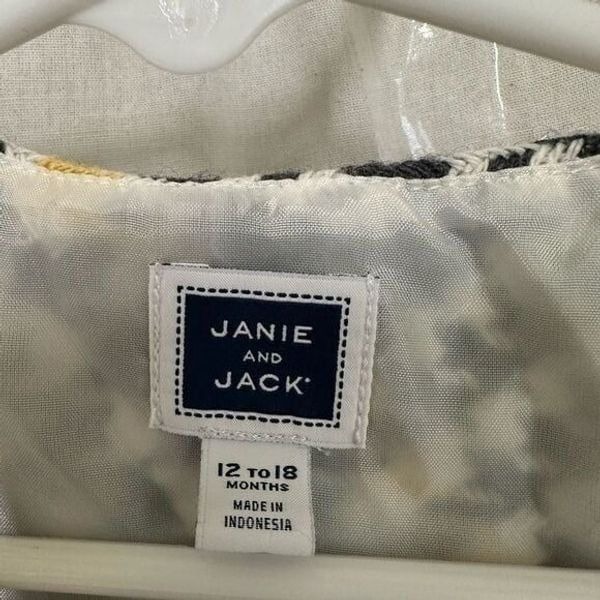 JANIE
AND
JACK
12 TO 18
MONTHS
MADE IN
INDONESIA